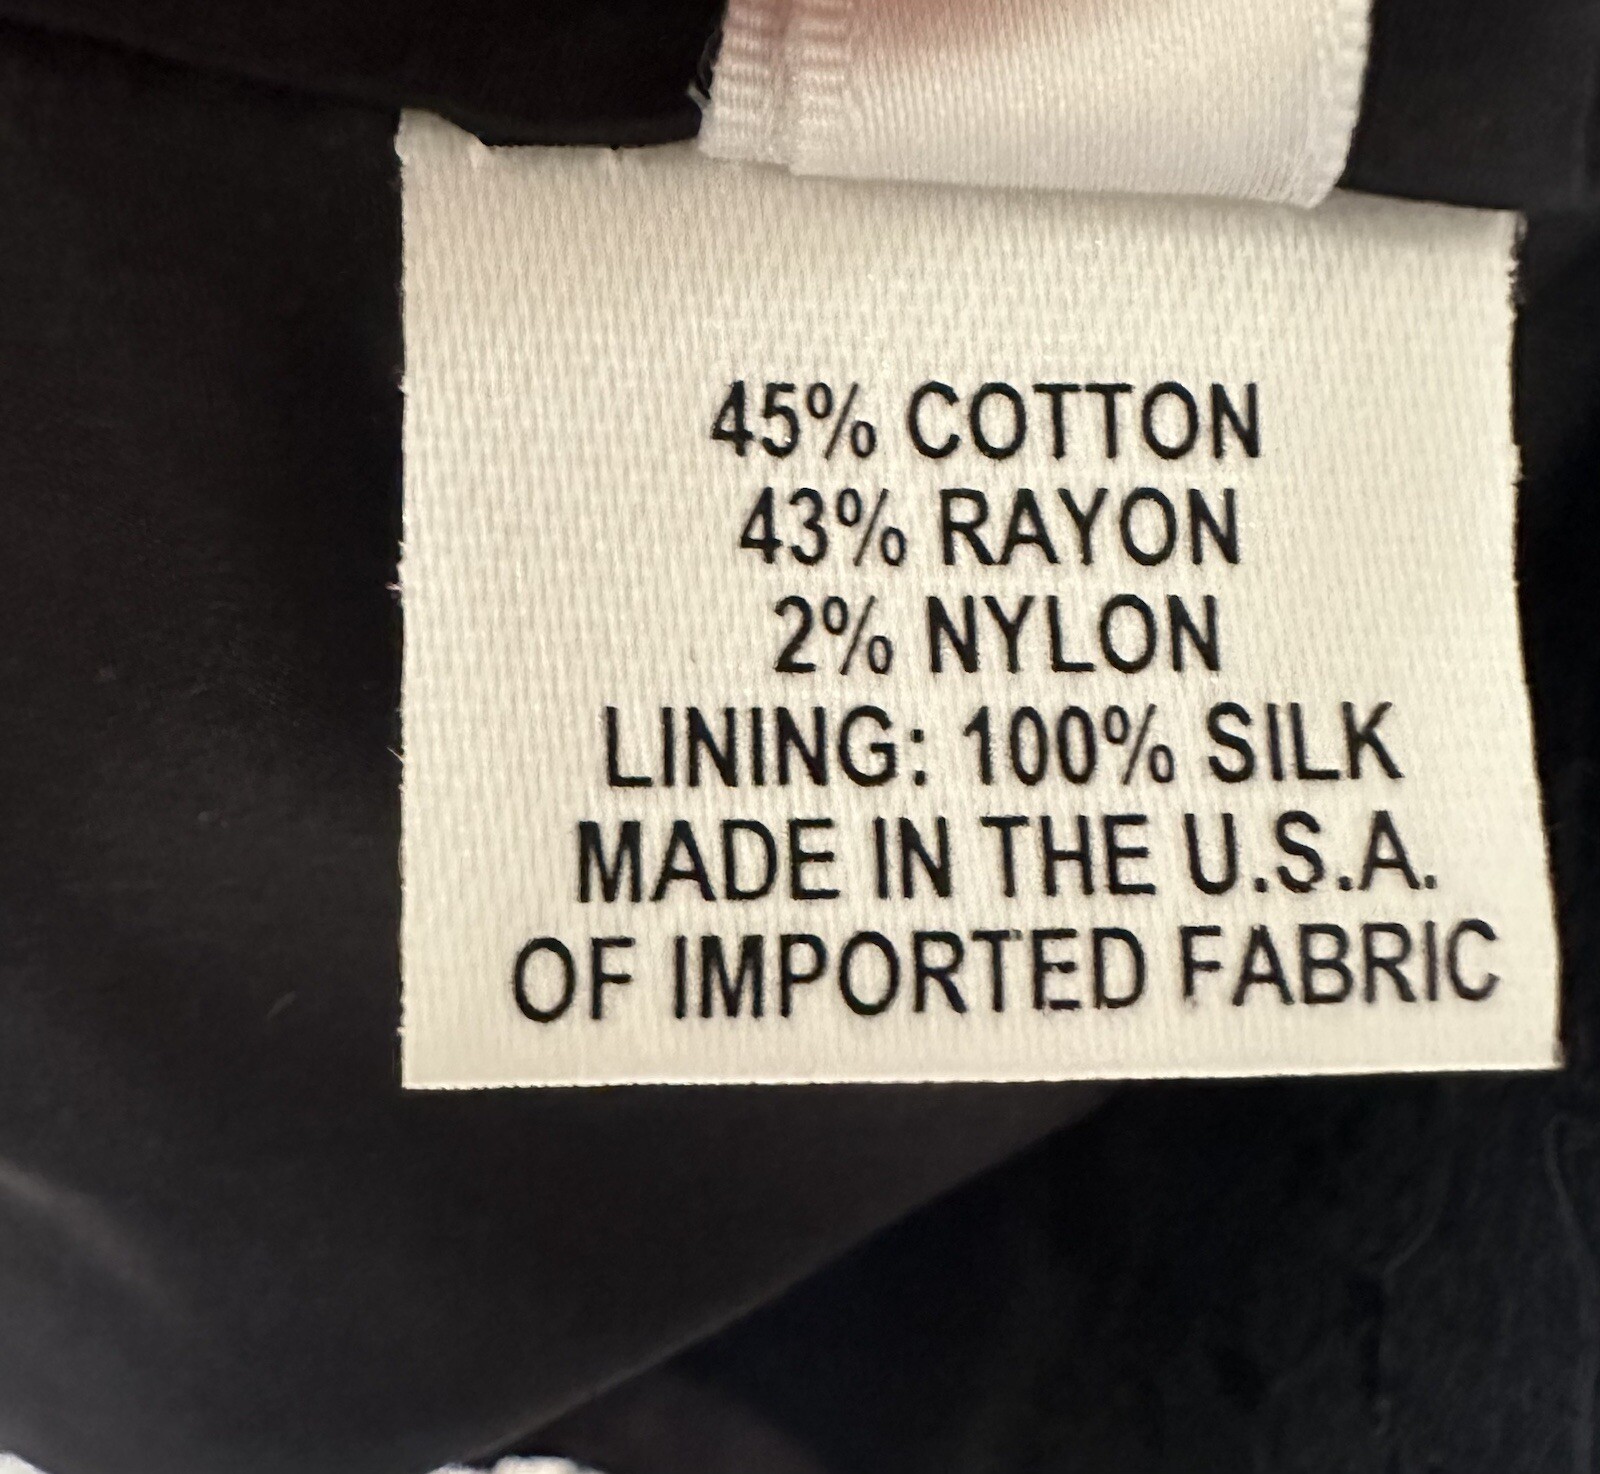 45% COTTON
43% RAYON
2% NYLON
LINING: 100% SILK
MADE IN THE U.S.A.
OF IMPORTED FABRIC